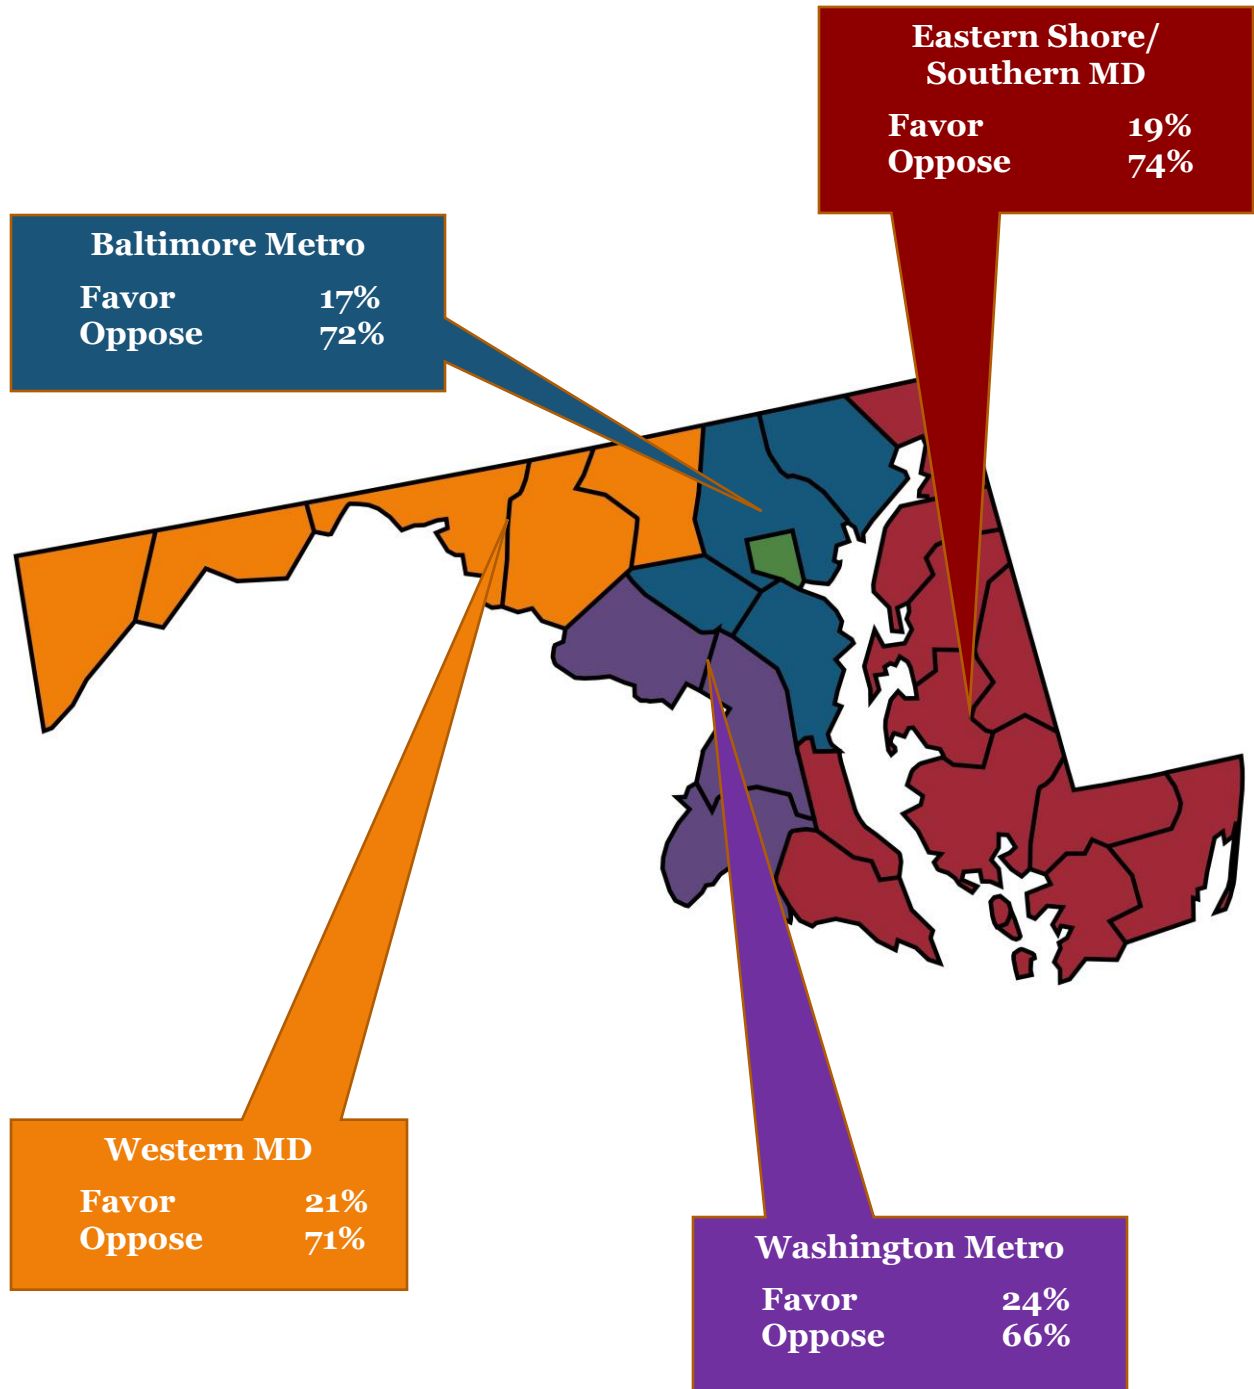 Eastern Shore/
Southern MD
Favor 19%
Oppose 74%
Baltimore Metro
Favor 17%
Oppose 72%
Western MD
Favor 21%
Oppose 71%
Washington Metro
Favor 24%
Oppose 66%